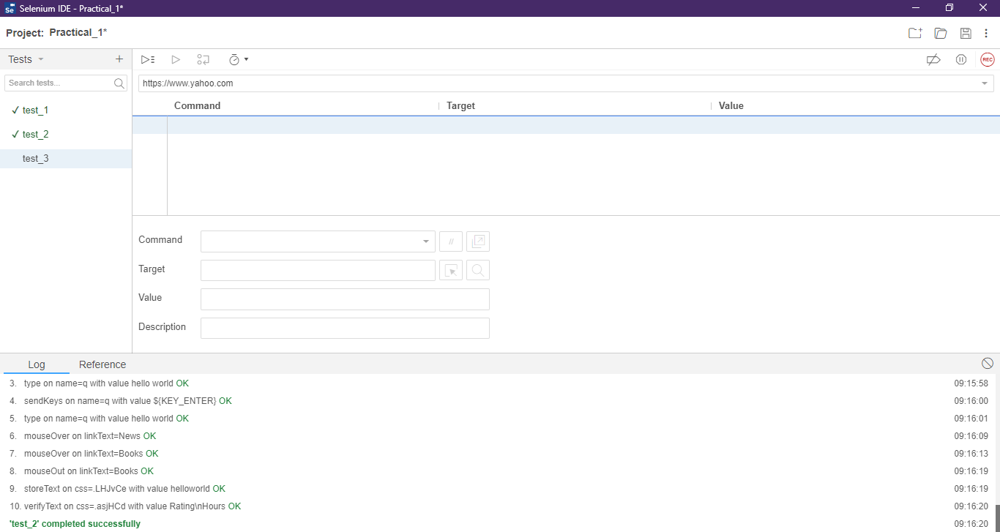 Se Selenium IDE - Practical_1*
Project: Practical_1*
Tests +
Search tests...
✓ test_1
✓ test_2
test_3
REC
https://www.yahoo.com
Command Target Value
Command //
Target
Value
Description
Log Reference
3. type on name=q with value hello world OK 09:15:58
4. sendKeys on name=q with value ${KEY_ENTER} OK 09:16:00
5. type on name=q with value hello world OK 09:16:01
6. mouseOver on linkText=News OK 09:16:09
7. mouseOver on linkText=Books OK 09:16:13
8. mouseOut on linkText=Books OK 09:16:19
9. storeText on css=.LHJvCe with value helloworld OK 09:16:19
10. verifyText on css=.asjHCd with value Rating\nHours OK 09:16:20
'test_2' completed successfully 09:16:20